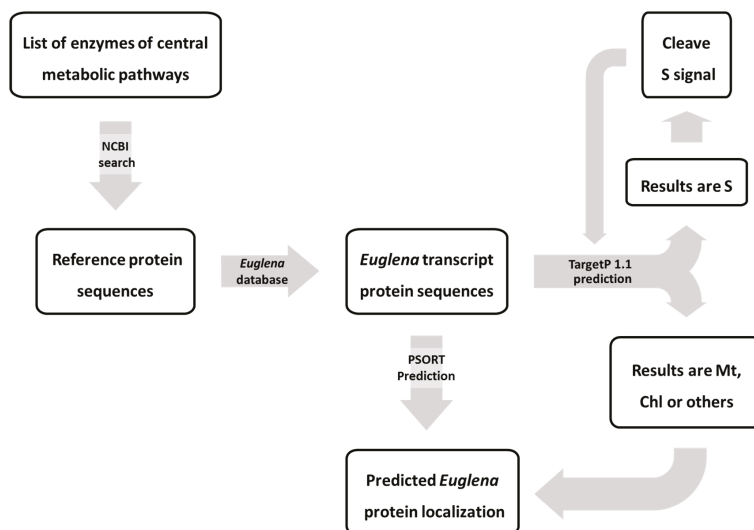 List of enzymes of central
metabolic pathways
NCBI
search
Reference protein
sequences
Euglena
database
Euglena transcript
protein sequences
TargetP 1.1
prediction
Cleave
S signal
Results are S
Results are Mt,
Chl or others
PSORT
Prediction
Predicted Euglena
protein localization